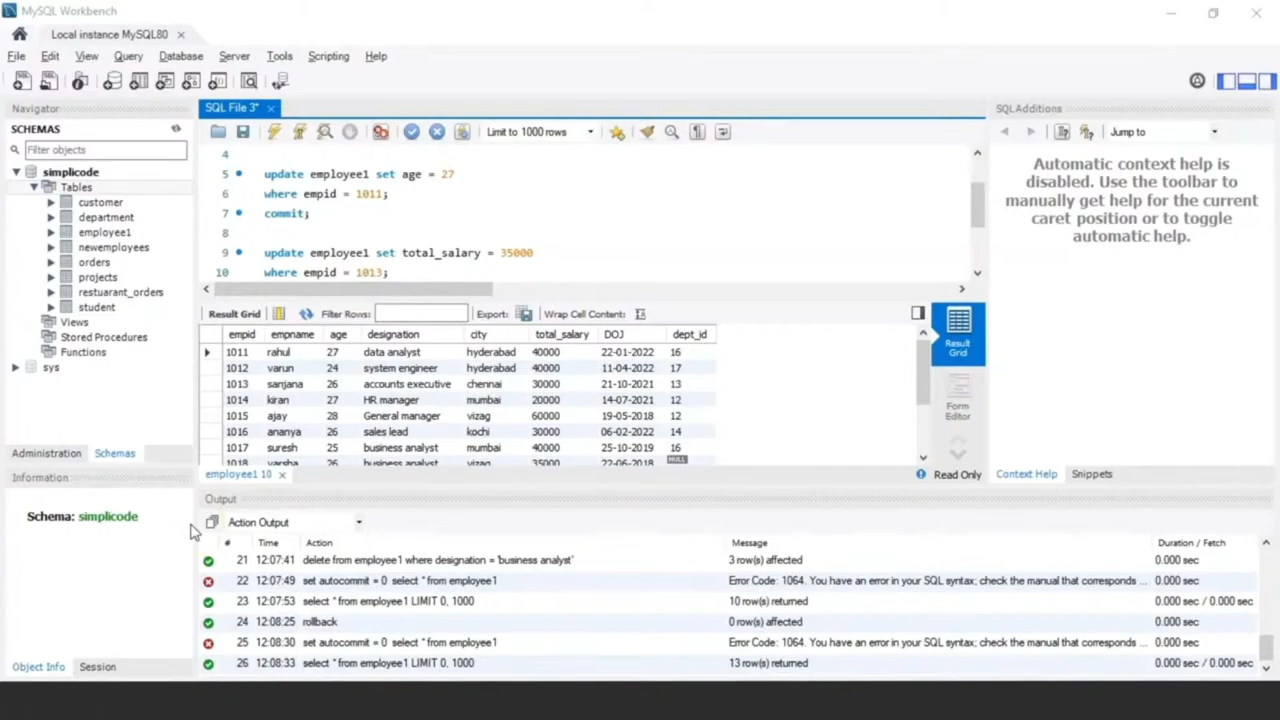 MySQL Workbench
Local instance MySQL80
File Edit View Query Database Server Tools Scripting Help
Navigator
SCHEMAS
Filter objects
simplicode
Tables
customer
department
employee1
newemployees
orders
projects
restuarant_orders
student
Views
Stored Procedures
Functions
sys
Administration Schemas
Information
Schema: simplicode
Object Info Session
SQL File 3*
Limit to 1000 rows
4
5 update employee1 set age = 27
6 where empid = 1011;
7 commit;
8
9 update employee1 set total_salary = 35000
10 where empid = 1013;
Result Grid Filter Rows: Export: Wrap Cell Content:
empid empname age designation city total_salary DOJ dept_id
1011 rahul 27 data analyst hyderabad 40000 22-01-2022 16
1012 varun 24 system engineer hyderabad 40000 11-04-2022 17
1013 sanjana 26 accounts executive chennai 30000 21-10-2021 13
1014 kiran 27 HR manager mumbai 20000 14-07-2021 12
1015 ajay 28 General manager vizag 60000 19-05-2018 12
1016 ananya 26 sales lead kochi 30000 06-02-2022 14
1017 suresh 25 business analyst mumbai 40000 25-10-2019 16
1018 varsha 26 business analyst vizag 35000 22-06-2018 NULL
Result
Grid
Form
Editor
employee1 10
Read Only
SQLAdditions
Jump to
Automatic context help is
disabled. Use the toolbar to
manually get help for the current
caret position or to toggle
automatic help.
Context Help Snippets
Output
Action Output
# Time Action Message Duration / Fetch
21 12:07:41 delete from employee1 where designation = 'business analyst' 3 row(s) affected 0.000 sec
22 12:07:49 set autocommit = 0 select * from employee1 Error Code: 1064. You have an error in your SQL syntax; check the manual that corresponds ... 0.000 sec
23 12:07:53 select * from employee1 LIMIT 0, 1000 10 row(s) returned 0.000 sec / 0.000 sec
24 12:08:25 rollback 0 row(s) affected 0.000 sec
25 12:08:30 set autocommit = 0 select * from employee1 Error Code: 1064. You have an error in your SQL syntax; check the manual that corresponds ... 0.000 sec
26 12:08:33 select * from employee1 LIMIT 0, 1000 13 row(s) returned 0.000 sec / 0.000 sec